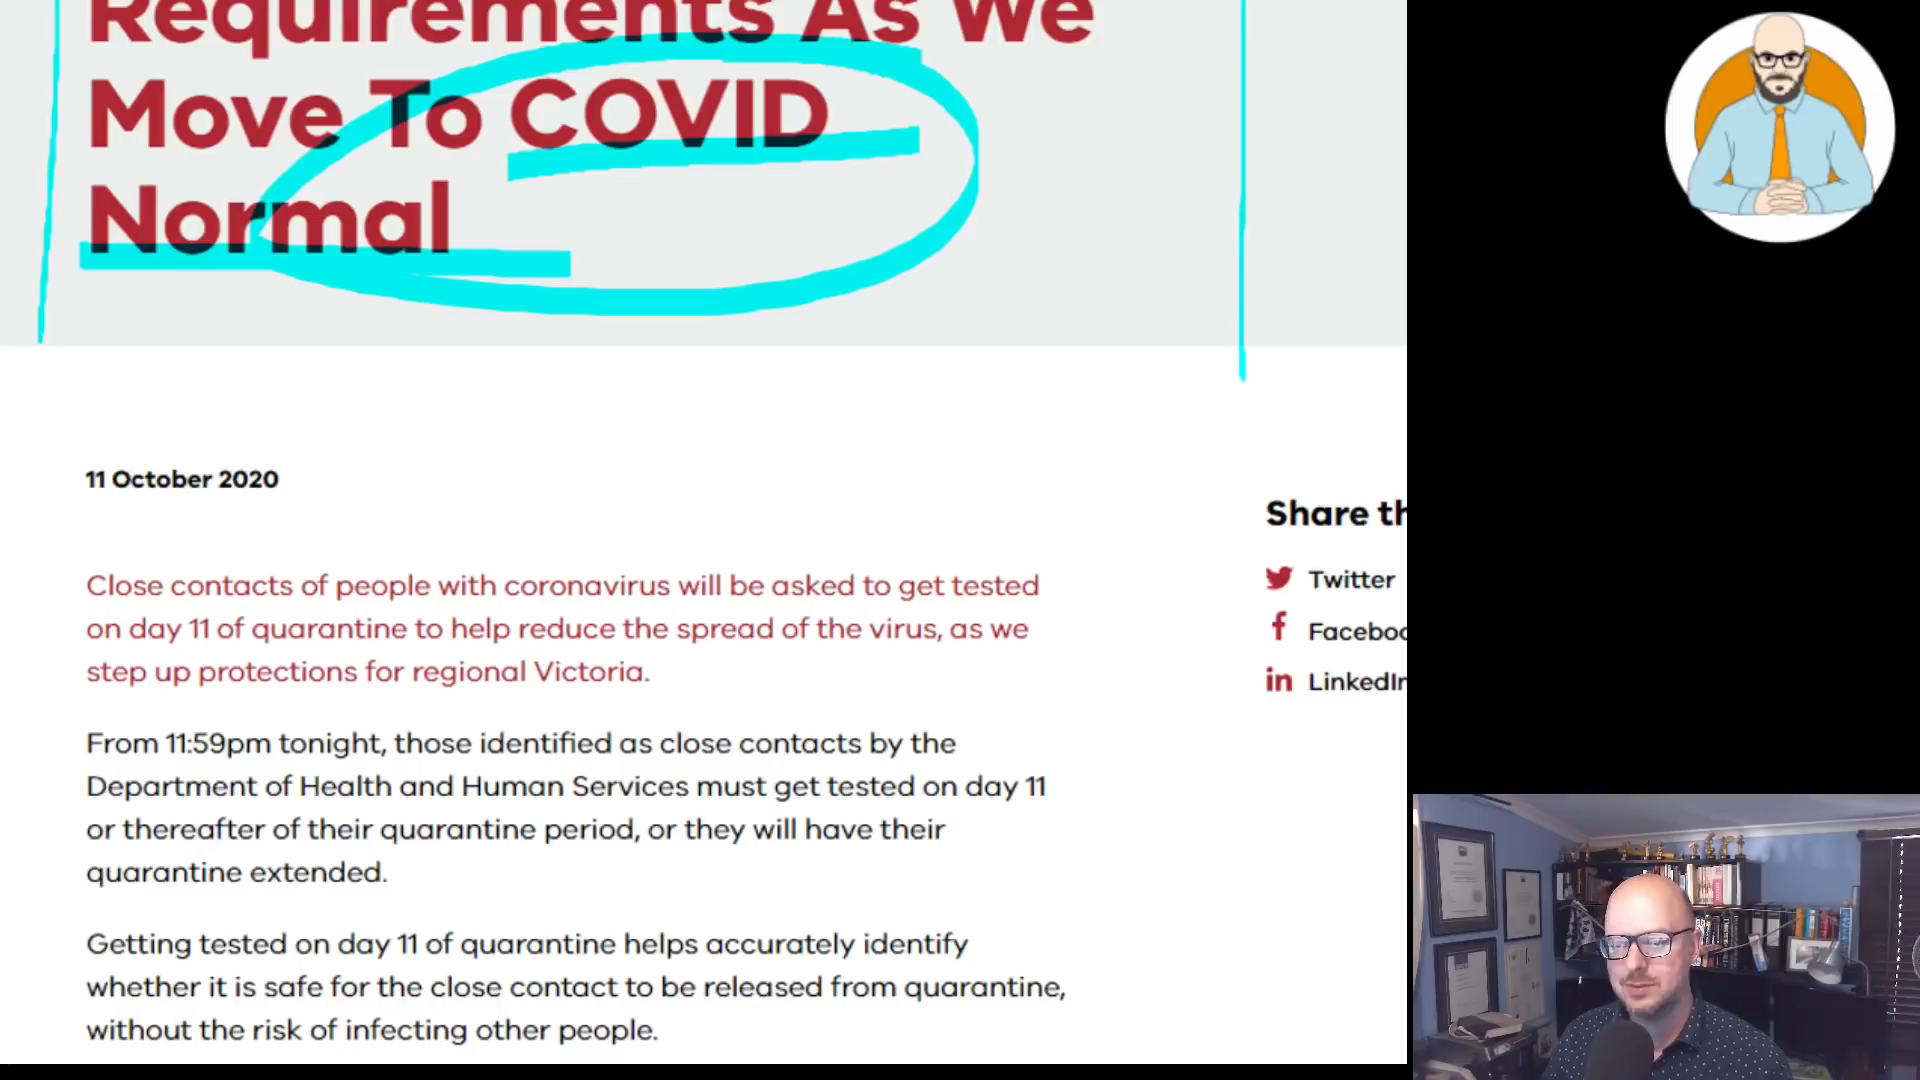 Requirements As We
Move To COVID
Normal
11 October 2020
Close contacts of people with coronavirus will be asked to get tested
on day 11 of quarantine to help reduce the spread of the virus, as we
step up protections for regional Victoria.
From 11:59pm tonight, those identified as close contacts by the
Department of Health and Human Services must get tested on day 11
or thereafter of their quarantine period, or they will have their
quarantine extended.
Getting tested on day 11 of quarantine helps accurately identify
whether it is safe for the close contact to be released from quarantine,
without the risk of infecting other people.
Share th
Twitter
Faceboo
LinkedIn